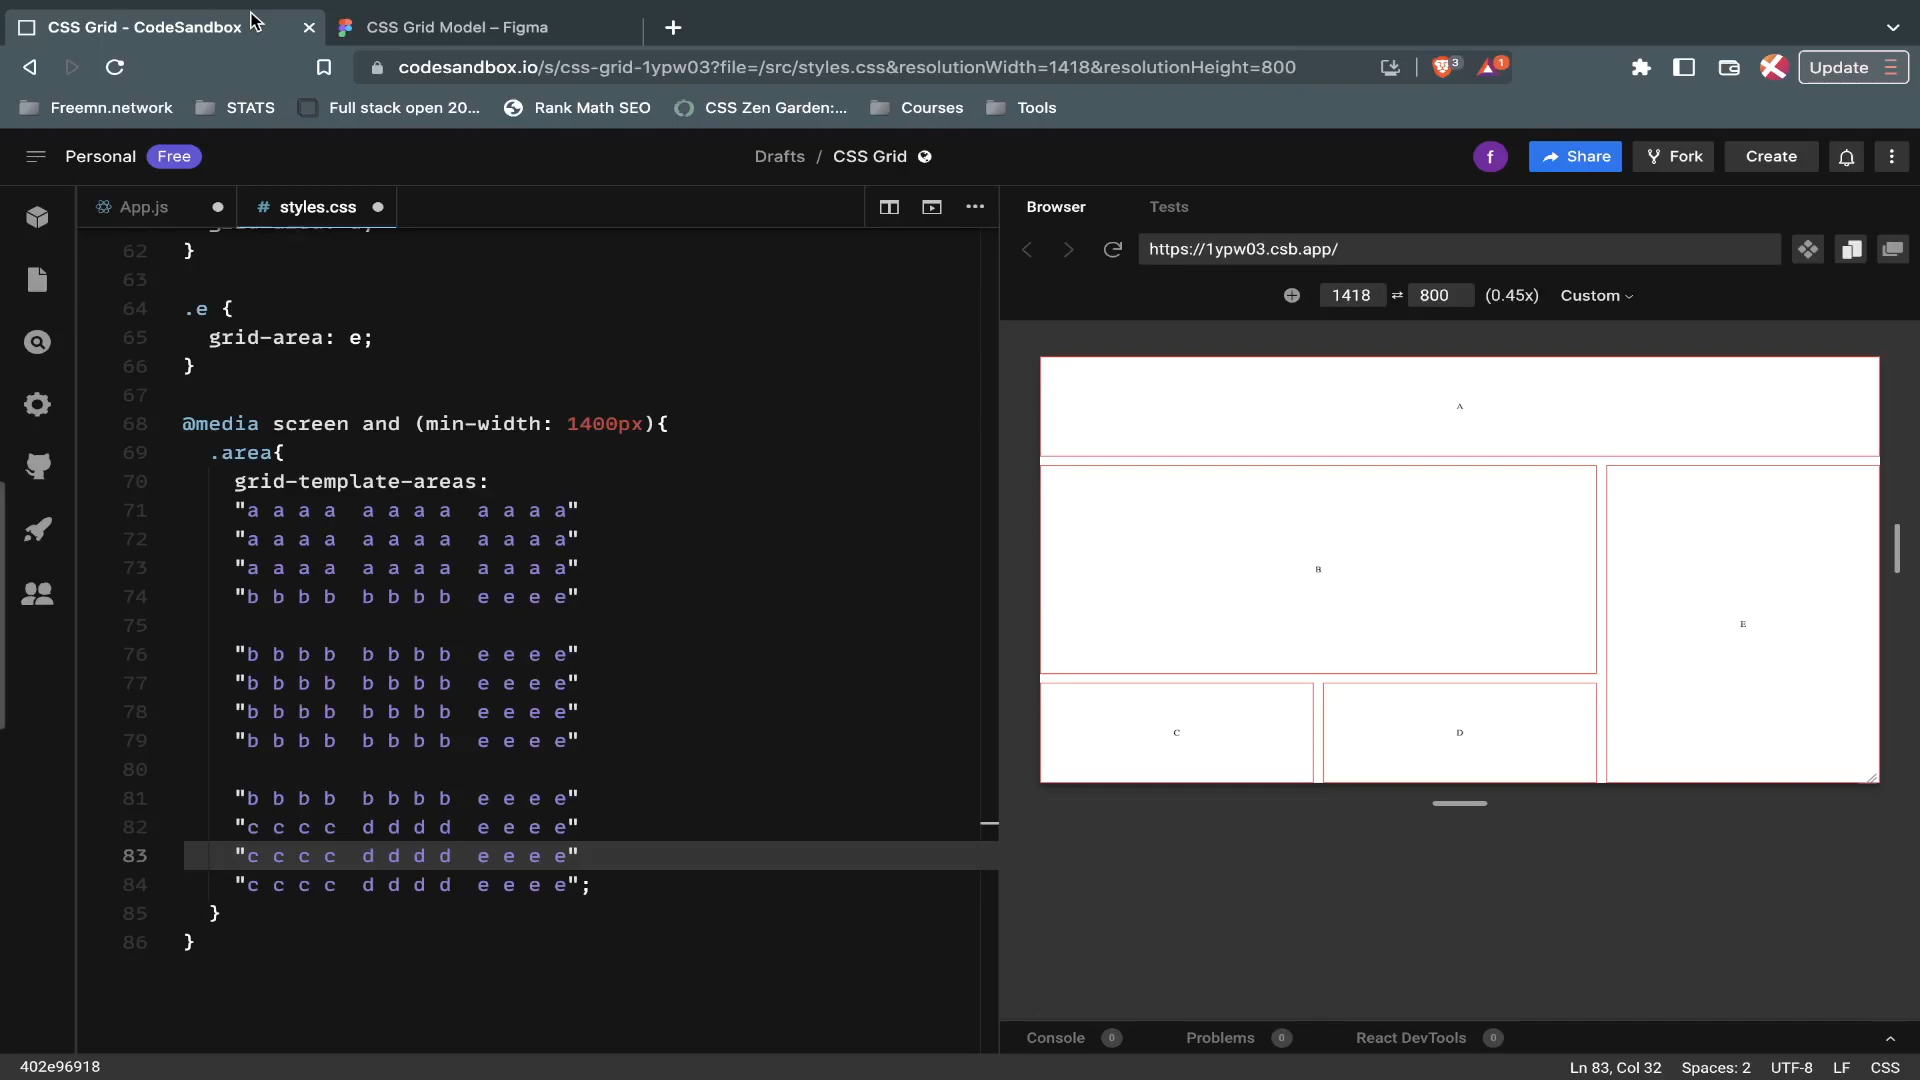 CSS Grid - CodeSandbox
CSS Grid Model – Figma
codesandbox.io/s/css-grid-1ypw03?file=/src/styles.css&resolutionWidth=1418&resolutionHeight=800
3
1
Update
Freemn.network
STATS
Full stack open 20...
Rank Math SEO
CSS Zen Garden:...
Courses
Tools
Personal
Free
Drafts / CSS Grid
f
Share
Fork
Create
App.js
# styles.css
Browser
Tests
https://1ypw03.csb.app/
1418
800
(0.45x)
Custom
62 }
63
64 .e {
65 grid-area: e;
66 }
67
68 @media screen and (min-width: 1400px){
69 .area{
70 grid-template-areas:
71 "a a a a  a a a a  a a a a"
72 "a a a a  a a a a  a a a a"
73 "a a a a  a a a a  a a a a"
74 "b b b b  b b b b  e e e e"
75
76 "b b b b  b b b b  e e e e"
77 "b b b b  b b b b  e e e e"
78 "b b b b  b b b b  e e e e"
79 "b b b b  b b b b  e e e e"
80
81 "b b b b  b b b b  e e e e"
82 "c c c c  d d d d  e e e e"
83 "c c c c  d d d d  e e e e"
84 "c c c c  d d d d  e e e e";
85 }
86 }
A
B
E
C
D
Console 0
Problems 0
React DevTools 0
402e96918
Ln 83, Col 32
Spaces: 2
UTF-8
LF
CSS